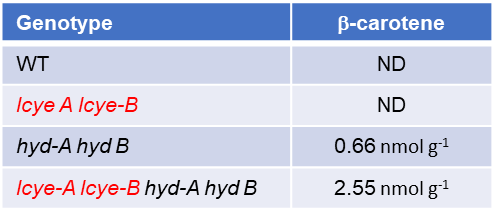 Genotype β-carotene
WT ND
lcye A lcye-B ND
hyd-A hyd B 0.66 nmol g-1
lcye-A lcye-B hyd-A hyd B 2.55 nmol g-1